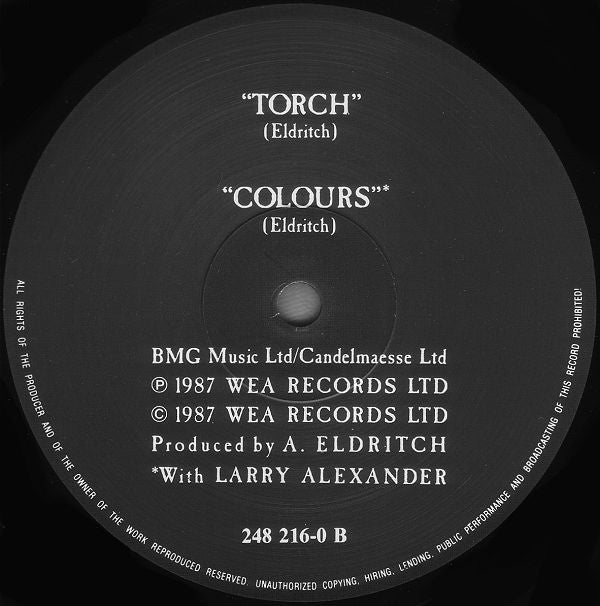 “TORCH”
(Eldritch)
“COLOURS”*
(Eldritch)
BMG Music Ltd/Candelmaesse Ltd
℗ 1987 WEA RECORDS LTD
© 1987 WEA RECORDS LTD
Produced by A. ELDRITCH
*With LARRY ALEXANDER
248 216-0 B
ALL RIGHTS OF THE PRODUCER AND OF THE OWNER OF THE WORK REPRODUCED RESERVED. UNAUTHORIZED COPYING, HIRING, LENDING, PUBLIC PERFORMANCE AND BROADCASTING OF THIS RECORD PROHIBITED!